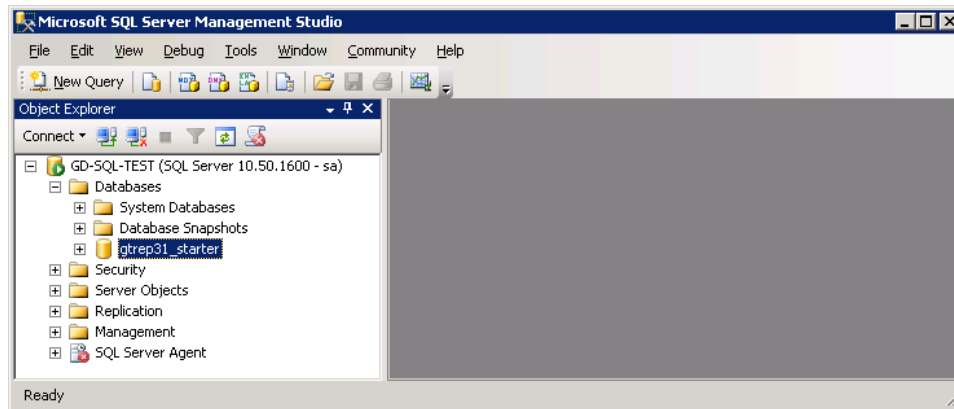 Microsoft SQL Server Management Studio
File Edit View Debug Tools Window Community Help
New Query
Object Explorer
Connect
GD-SQL-TEST (SQL Server 10.50.1600 - sa)
Databases
System Databases
Database Snapshots
gtrep31_starter
Security
Server Objects
Replication
Management
SQL Server Agent
Ready